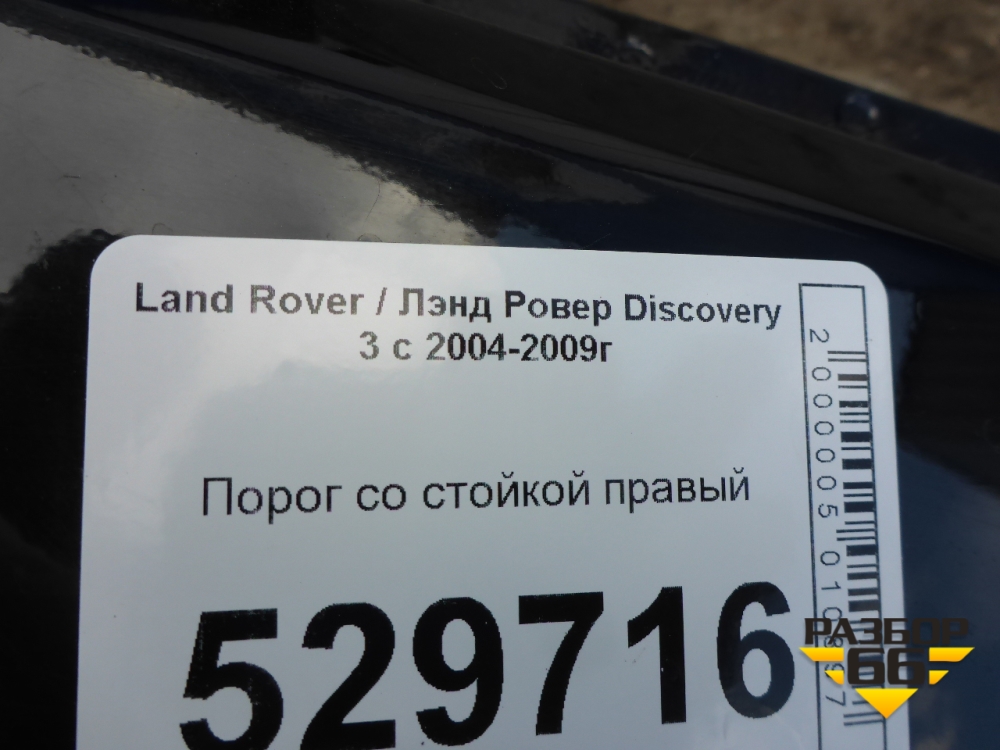 Land Rover / Лэнд Ровер Discovery
3 с 2004-2009г
Порог со стойкой правый
529716
РАЗБОР
66